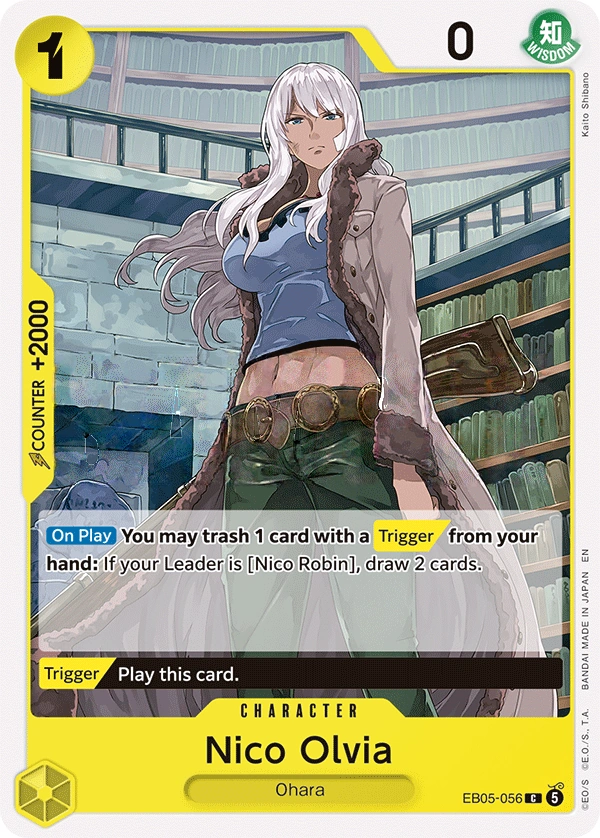 1
0
知
WISDOM
Kaito Shibano
COUNTER +2000
On Play You may trash 1 card with a Trigger from your
hand: If your Leader is [Nico Robin], draw 2 cards.
Trigger Play this card.
CHARACTER
Nico Olvia
Ohara
EB05-056 C 5
©EO/S ©E.O./S., T.A. BANDAI MADE IN JAPAN EN